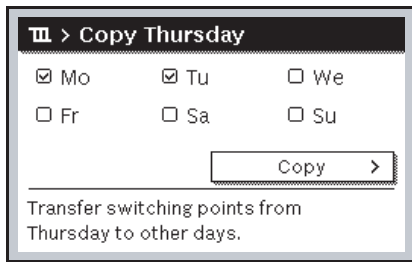 > Copy Thursday
☑ Mo ☑ Tu ☐ We
☐ Fr ☐ Sa ☐ Su
Copy >
Transfer switching points from
Thursday to other days.